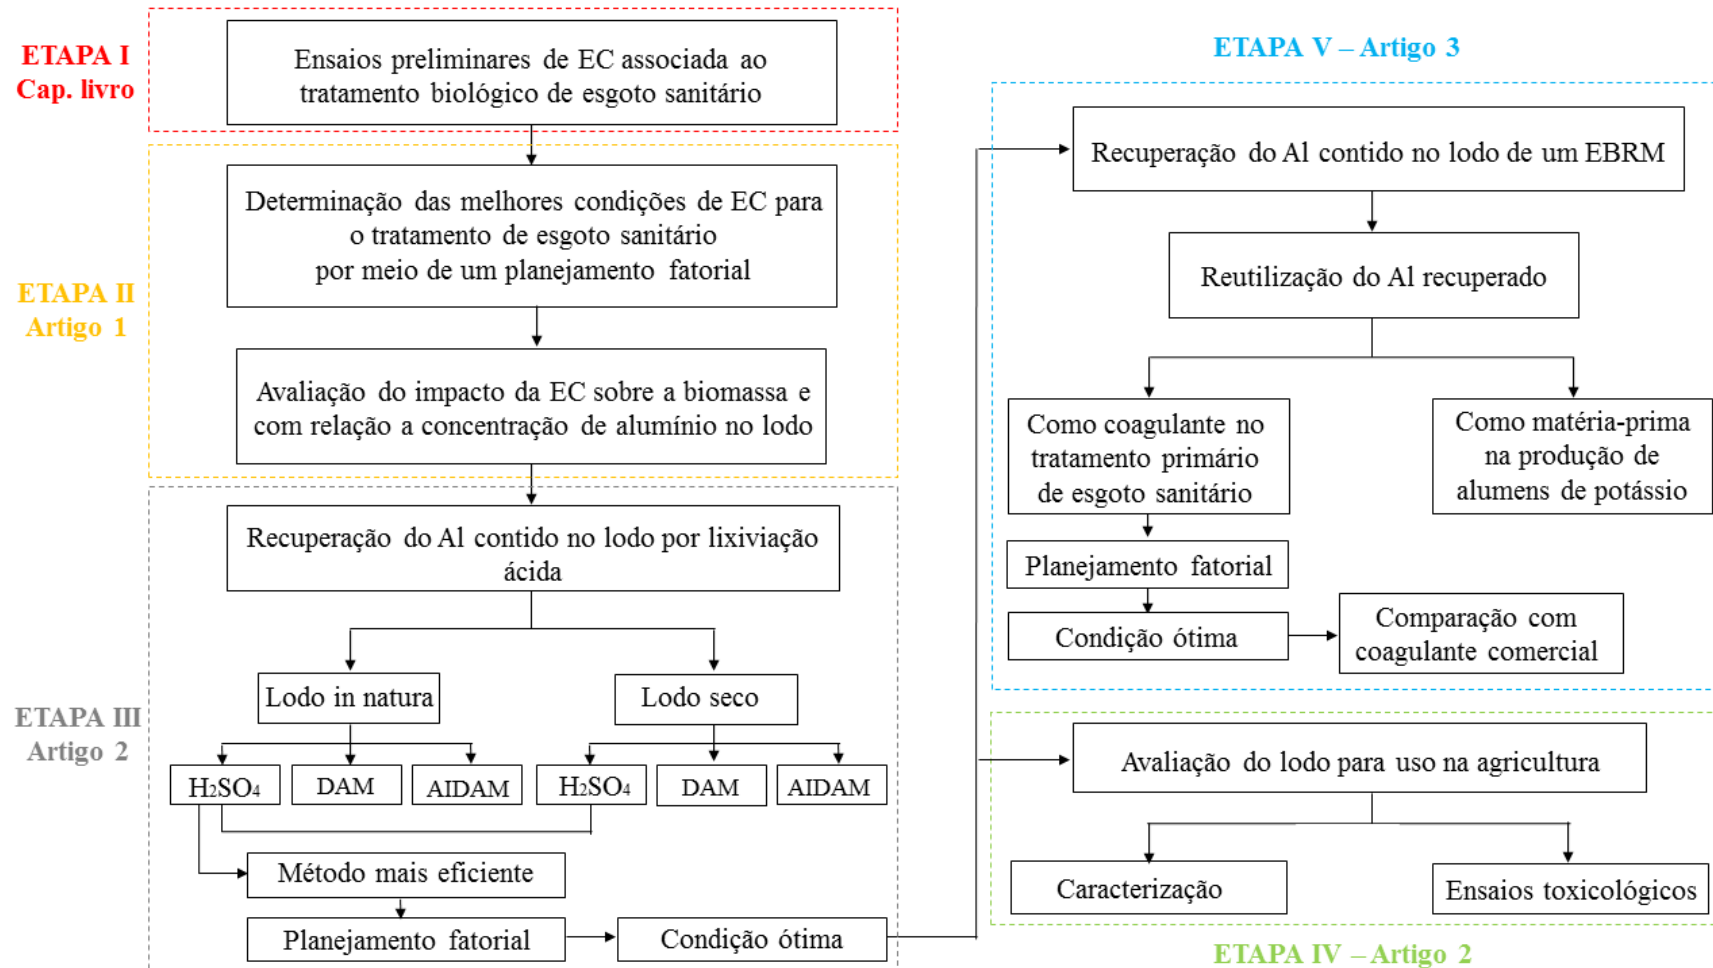 ETAPA I
Cap. livro
Ensaios preliminares de EC associada ao
tratamento biológico de esgoto sanitário
ETAPA II
Artigo 1
Determinação das melhores condições de EC para
o tratamento de esgoto sanitário
por meio de um planejamento fatorial
Avaliação do impacto da EC sobre a biomassa e
com relação a concentração de alumínio no lodo
ETAPA III
Artigo 2
Recuperação do Al contido no lodo por lixiviação
ácida
Lodo in natura
Lodo seco
H2SO4
DAM
AIDAM
H2SO4
DAM
AIDAM
Método mais eficiente
Planejamento fatorial
Condição ótima
ETAPA V – Artigo 3
Recuperação do Al contido no lodo de um EBRM
Reutilização do Al recuperado
Como coagulante no
tratamento primário
de esgoto sanitário
Como matéria-prima
na produção de
alumens de potássio
Planejamento fatorial
Condição ótima
Comparação com
coagulante comercial
Avaliação do lodo para uso na agricultura
Caracterização
Ensaios toxicológicos
ETAPA IV – Artigo 2